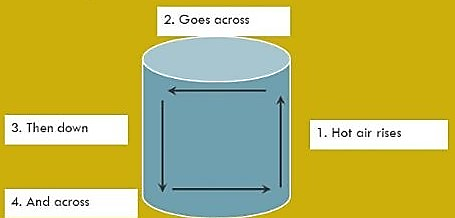 2. Goes across
3. Then down
1. Hot air rises
4. And across